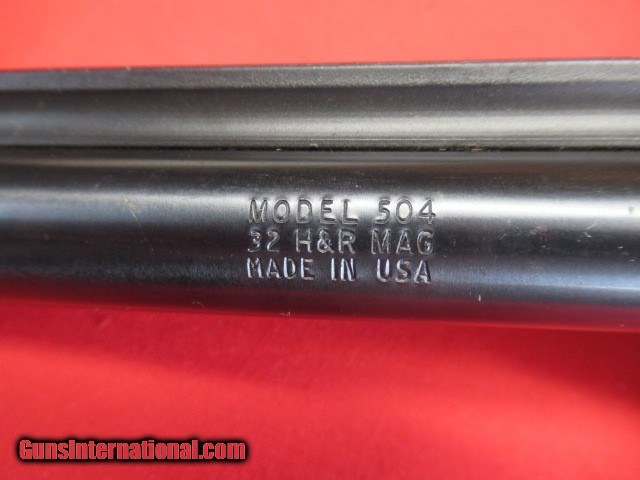 MODEL 504
32 H&R MAG
MADE IN USA
GunsInternational.com